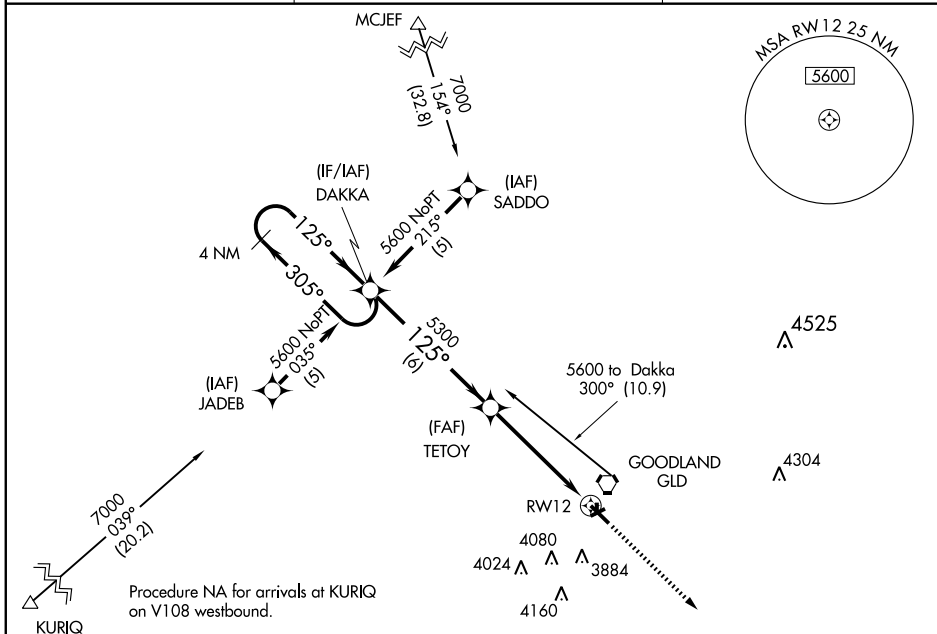 MCJEF
7000
154°
(32.8)
MSA RW12 25 NM
5600
(IF/IAF)
DAKKA
(IAF)
SADDO
5600 NoPT
215°
(5)
4 NM
125°
305°
5600 NoPT
035°
(5)
(IAF)
JADEB
5300
125°
(6)
4525
5600 to Dakka
300° (10.9)
(FAF)
TETOY
GOODLAND
GLD
4304
RW12
7000
039°
(20.2)
4080
4024
3884
4160
Procedure NA for arrivals at KURIQ
on V108 westbound.
KURIQ